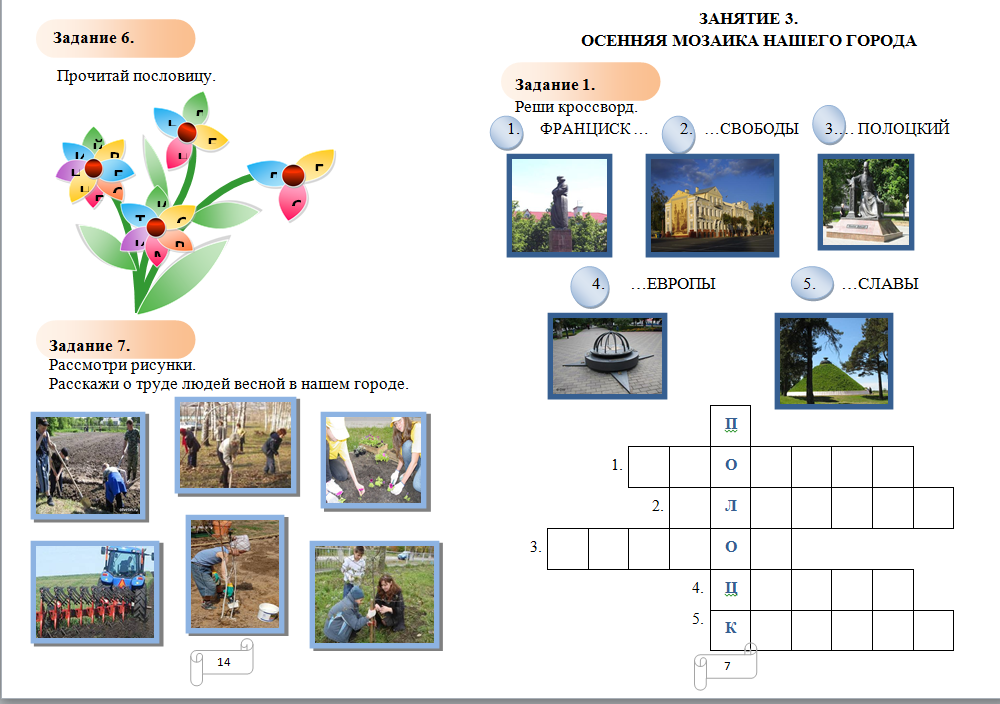 Задание 6.
Прочитай пословицу.
Задание 7.
Рассмотри рисунки.
Расскажи о труде людей весной в нашем городе.
14
ЗАНЯТИЕ 3.
ОСЕННЯЯ МОЗАИКА НАШЕГО ГОРОДА
Задание 1.
Реши кроссворд.
1. ФРАНЦИСК… 2. …СВОБОДЫ 3.… ПОЛОЦКИЙ
4. …ЕВРОПЫ 5. …СЛАВЫ
П
1. О
2. Л
3. О
4. Ц
5. К
7